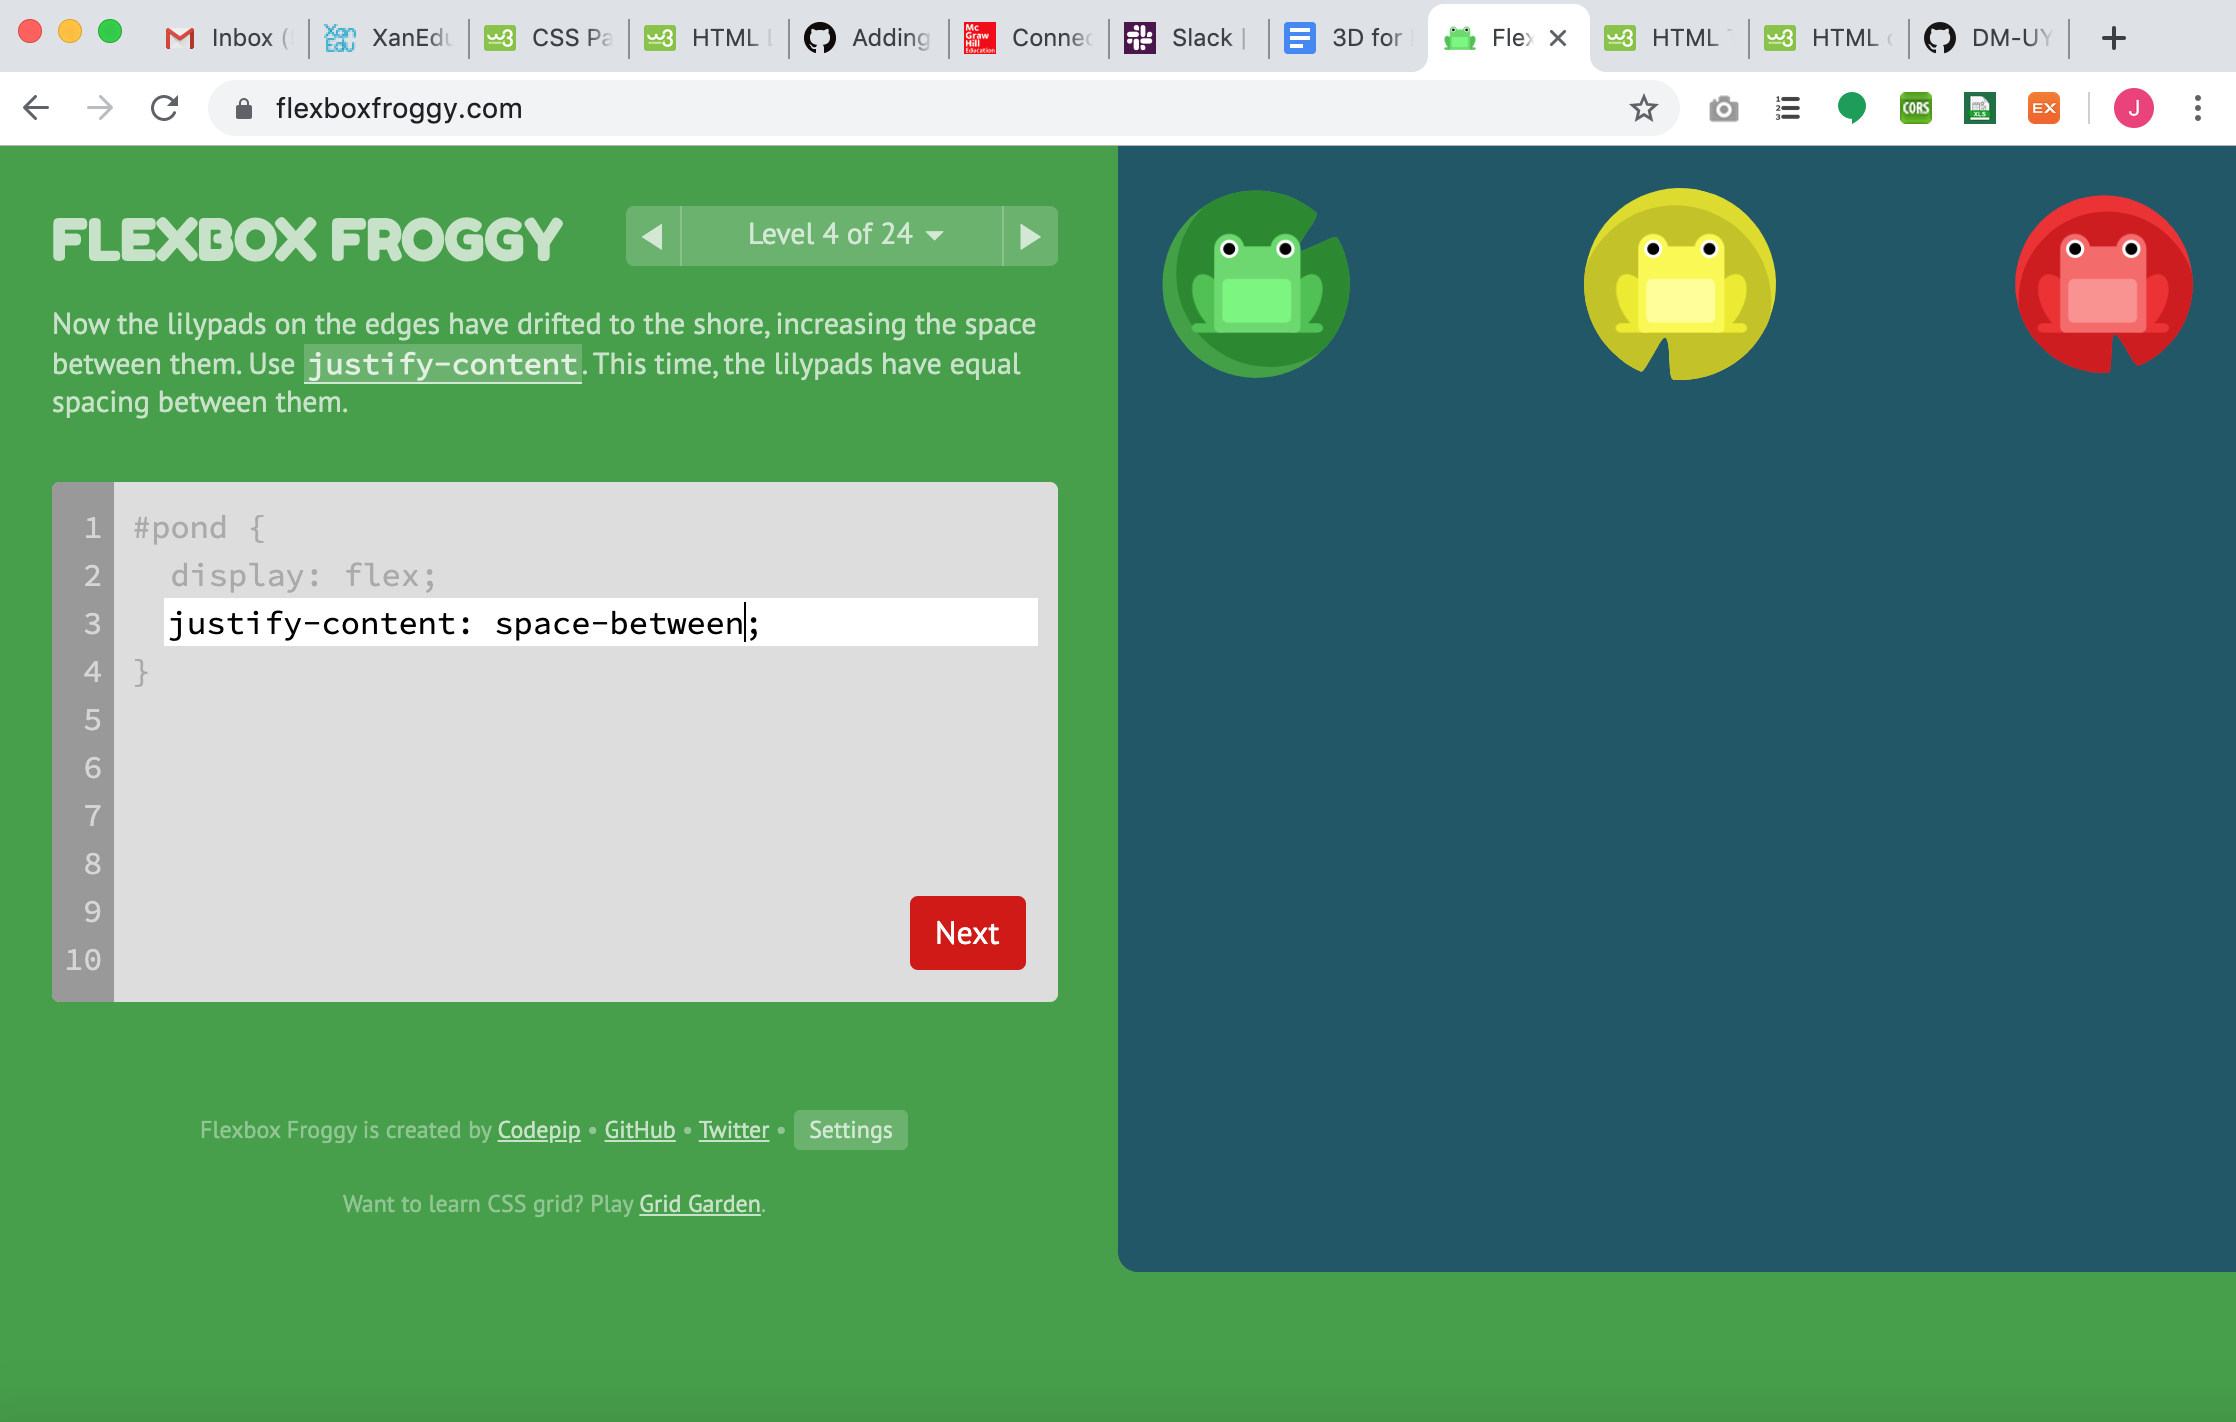 Inbox (
XanEdu
CSS Pa
HTML
Adding
Connec
Slack |
3D for
Flex
HTML
HTML
DM-UY
flexboxfroggy.com
CORS
XLS
EX
J
FLEXBOX FROGGY
Level 4 of 24
Now the lilypads on the edges have drifted to the shore, increasing the space
between them. Use justify-content. This time, the lilypads have equal
spacing between them.
1 #pond {
2 display: flex;
3 justify-content: space-between;
4 }
5
6
7
8
9
10
Next
Flexbox Froggy is created by Codepip • GitHub • Twitter • Settings
Want to learn CSS grid? Play Grid Garden.